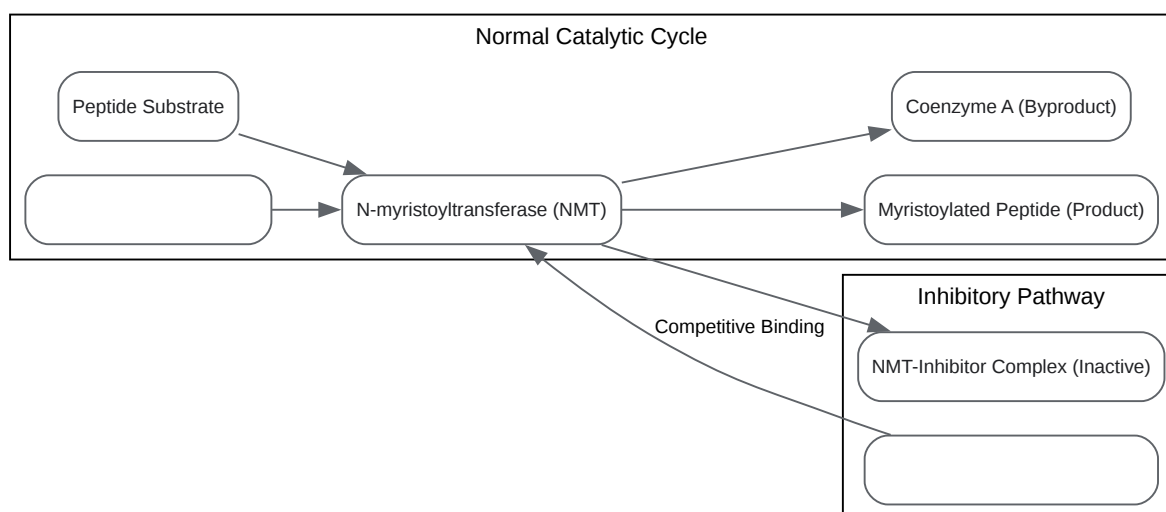 Normal Catalytic Cycle
Peptide Substrate
Coenzyme A (Byproduct)
N-myristoyltransferase (NMT)
Myristoylated Peptide (Product)
Inhibitory Pathway
Competitive Binding
NMT-Inhibitor Complex (Inactive)